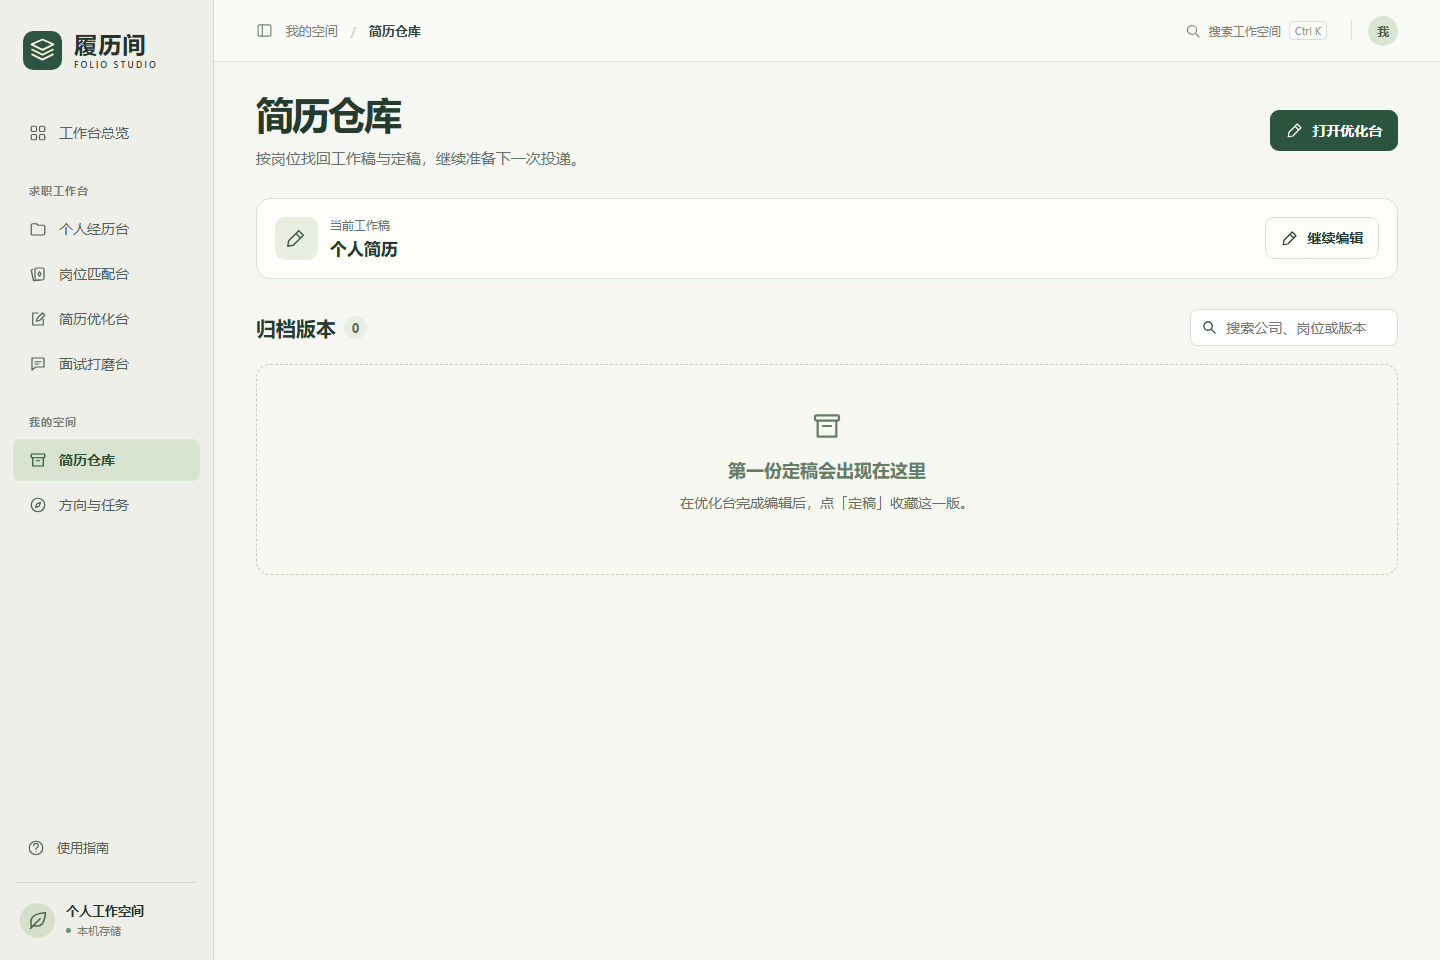 履历间
FOLIO STUDIO
工作台总览
求职工作台
个人经历台
岗位匹配台
简历优化台
面试打磨台
我的空间
简历仓库
方向与任务
使用指南
个人工作空间
本机存储
我的空间 / 简历仓库
搜索工作空间 Ctrl K
我
简历仓库
按岗位找回工作稿与定稿，继续准备下一次投递。
打开优化台
当前工作稿
个人简历
继续编辑
归档版本 0
搜索公司、岗位或版本
第一份定稿会出现在这里
在优化台完成编辑后，点「定稿」收藏这一版。